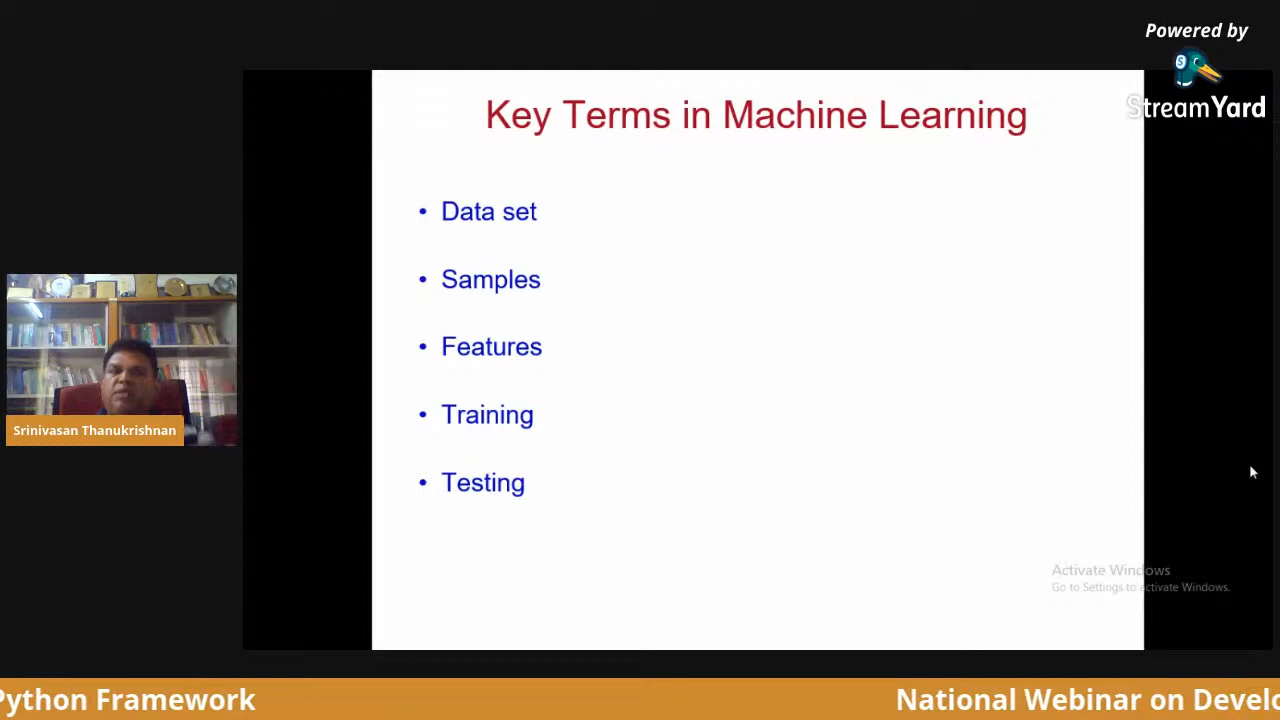 Powered by
StreamYard
Key Terms in Machine Learning
• Data set
• Samples
• Features
• Training
• Testing
Srinivasan Thanukrishnan
Activate Windows
Go to Settings to activate Windows.
Python Framework
National Webinar on Develo